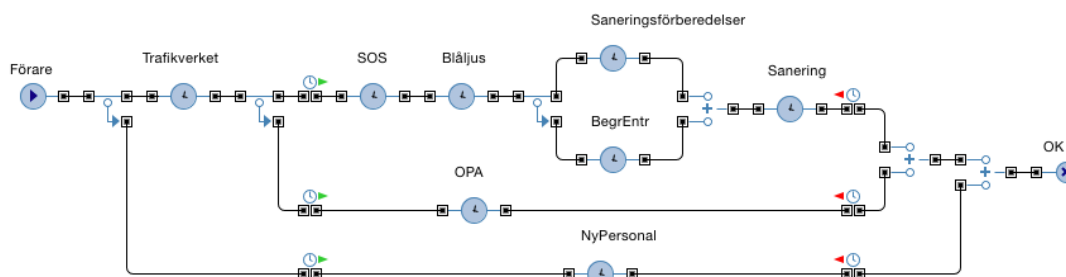 Saneringsförberedelser
Förare
Trafikverket
SOS
Blåljus
Sanering
BegrEntr
OK
OPA
NyPersonal